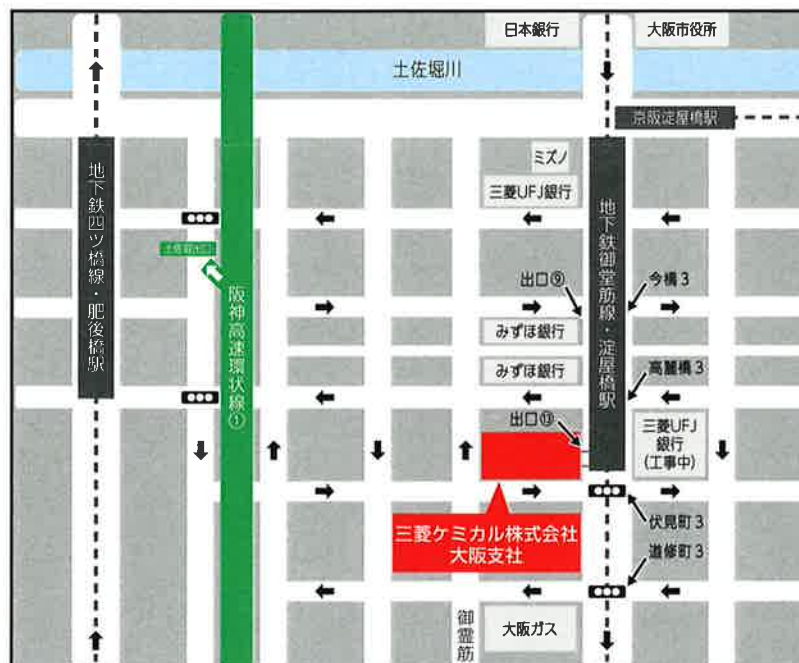 日本銀行
大阪市役所
土佐堀川
京阪淀屋橋駅
ミズノ
三菱UFJ銀行
地下鉄四ツ橋線・肥後橋駅
地下鉄御堂筋線・淀屋橋駅
阪神高速環状線①
出口⑨
今橋3
みずほ銀行
みずほ銀行
高麗橋3
出口⑬
三菱UFJ
銀行
(工事中)
三菱ケミカル株式会社
大阪支社
伏見町3
道修町3
御霊筋
大阪ガス